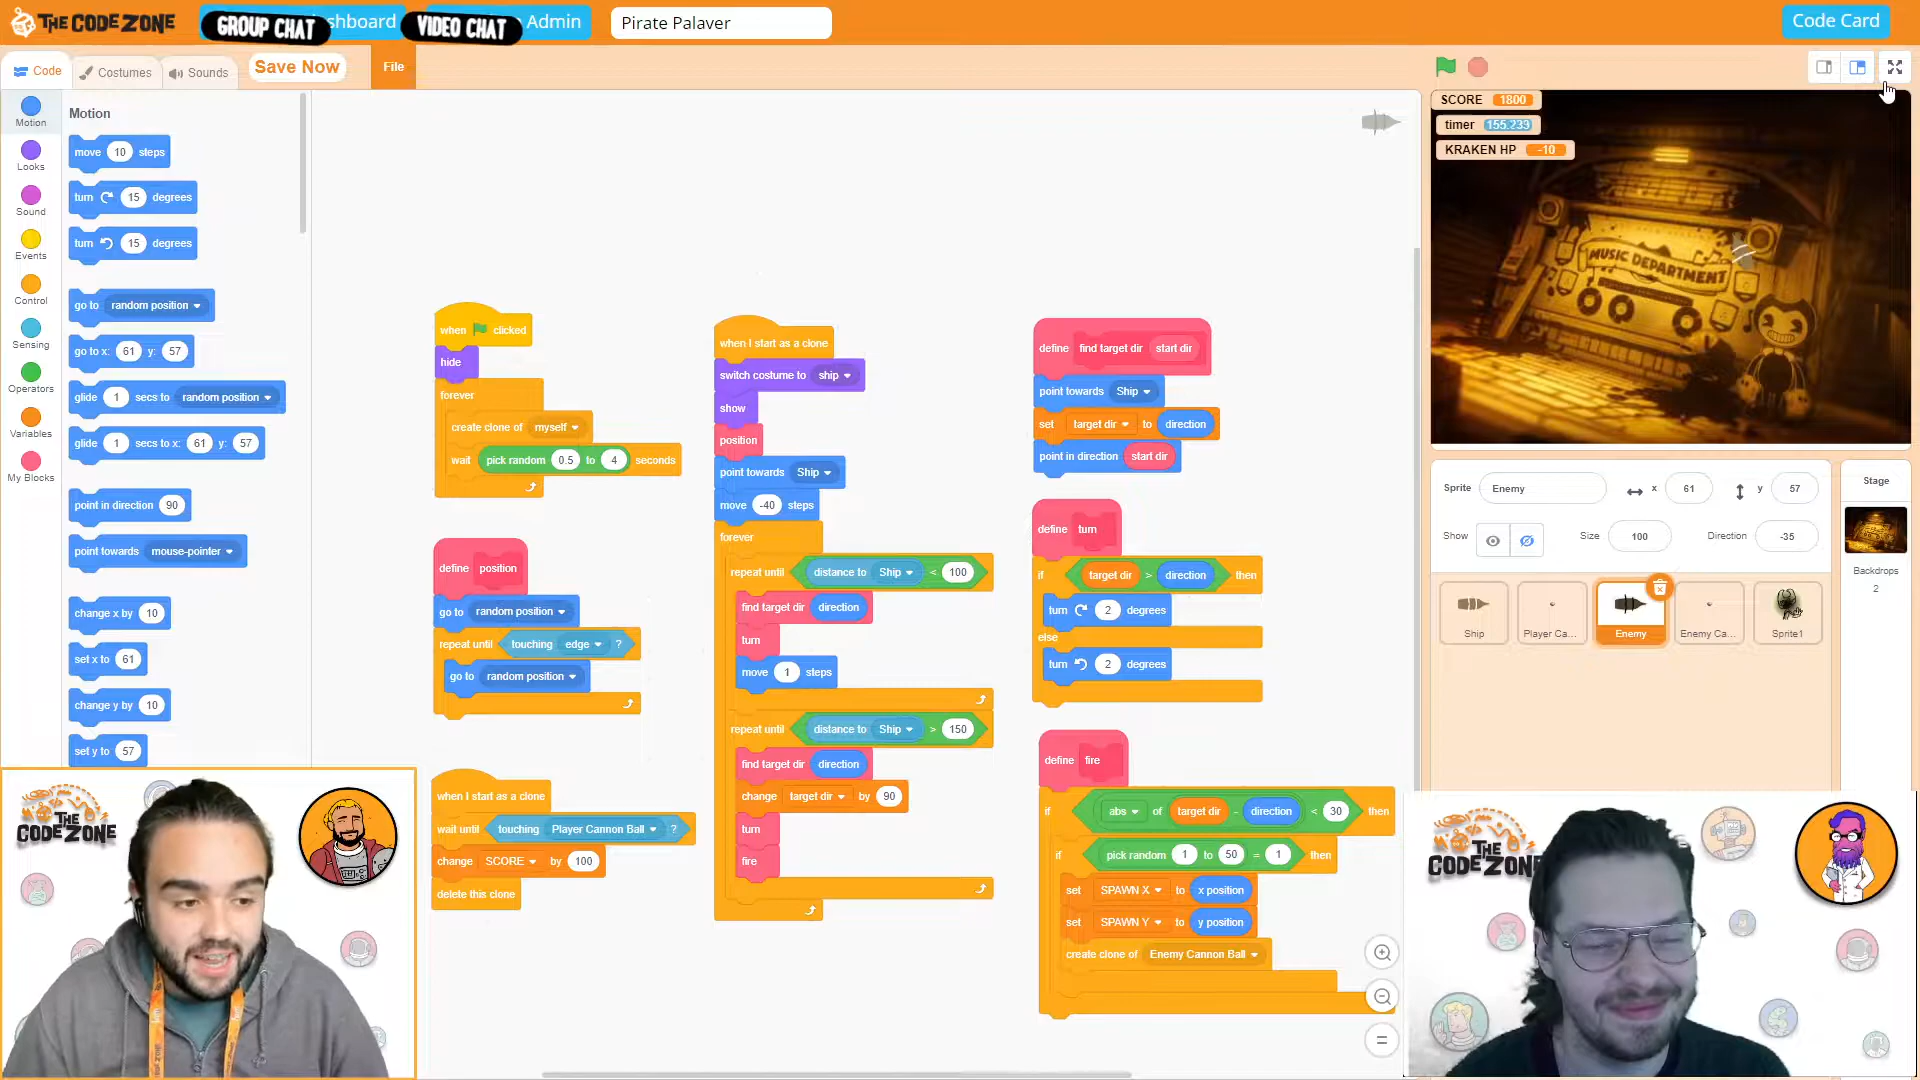 THE CODE ZONE
GROUP CHAT
shboard
VIDEO CHAT
Admin
Pirate Palaver
Code Card
Code
Costumes
Sounds
Save Now
File
Motion
Looks
Sound
Events
Control
Sensing
Operators
Variables
My Blocks
Motion
move 10 steps
turn 15 degrees
turn 15 degrees
go to random position
go to x: 61 y: 57
glide 1 secs to random position
glide 1 secs to x: 61 y: 57
point in direction 90
point towards mouse-pointer
change x by 10
set x to 61
change y by 10
set y to 57
when clicked
hide
forever
create clone of myself
wait pick random 0.5 to 4 seconds
define position
go to random position
repeat until touching edge ?
go to random position
when I start as a clone
wait until touching Player Cannon Ball ?
change SCORE by 100
delete this clone
when I start as a clone
switch costume to ship
show
position
point towards Ship
move -40 steps
forever
repeat until distance to Ship < 100
find target dir direction
turn
move 1 steps
repeat until distance to Ship > 150
find target dir direction
change target dir by 90
turn
fire
define find target dir start dir
point towards Ship
set target dir to direction
point in direction start dir
define turn
if target dir > direction then
turn 2 degrees
else
turn 2 degrees
define fire
if abs of target dir - direction < 30 then
if pick random 1 to 50 = 1 then
set SPAWN X to x position
set SPAWN Y to y position
create clone of Enemy Cannon Ball
SCORE 1800
timer 155.233
KRAKEN HP -10
MUSIC DEPARTMENT
Sprite Enemy x 61 y 57
Show Size 100 Direction -35
Ship
Player Ca...
Enemy
Enemy Ca...
Sprite1
Stage
Backdrops
2
THE CODE ZONE
THE CODE ZONE